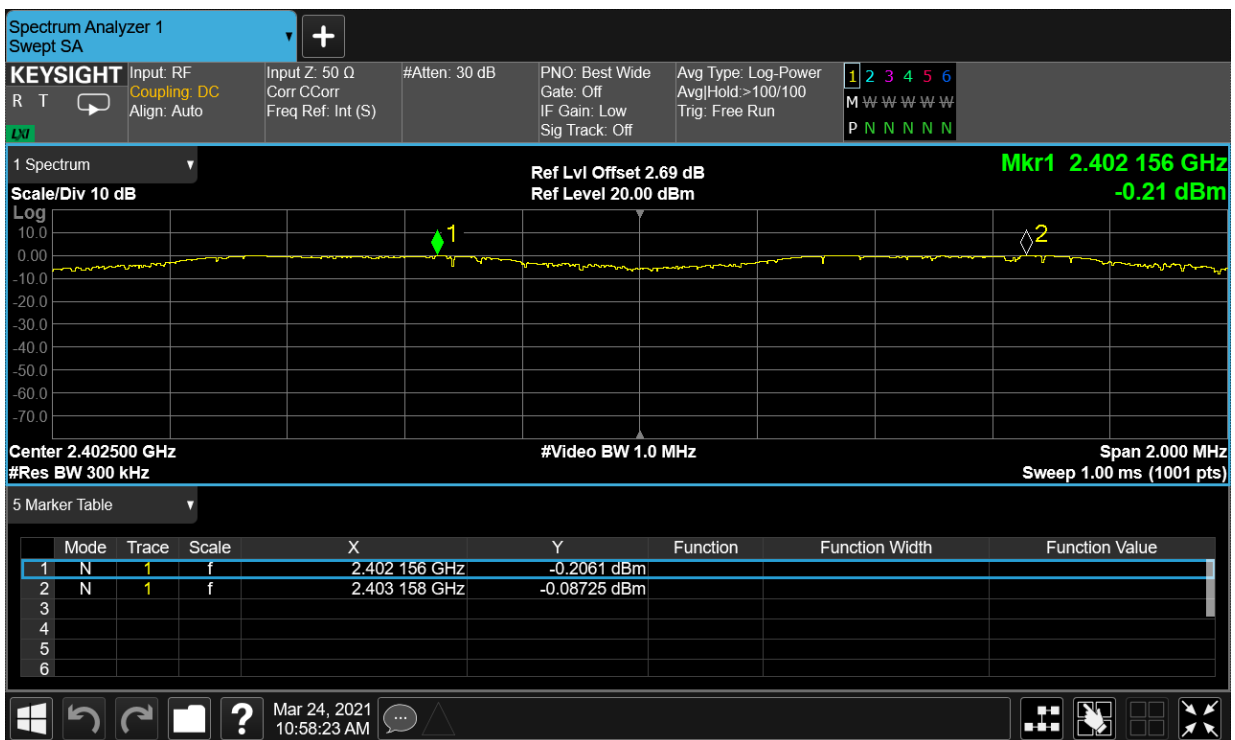 Spectrum Analyzer 1
Swept SA
KEYSIGHT Input: RF Input Z: 50 Ω #Atten: 30 dB PNO: Best Wide Avg Type: Log-Power 1 2 3 4 5 6
R T Coupling: DC Corr CCorr Gate: Off Avg|Hold:>100/100 M W W W W W
Align: Auto Freq Ref: Int (S) IF Gain: Low Trig: Free Run
LXI Sig Track: Off P N N N N N
1 Spectrum Ref Lvl Offset 2.69 dB Mkr1 2.402 156 GHz
Scale/Div 10 dB Ref Level 20.00 dBm -0.21 dBm
Log
10.0 1 2
0.00
-10.0
-20.0
-30.0
-40.0
-50.0
-60.0
-70.0
Center 2.402500 GHz #Video BW 1.0 MHz Span 2.000 MHz
#Res BW 300 kHz Sweep 1.00 ms (1001 pts)
5 Marker Table
Mode Trace Scale X Y Function Function Width Function Value
1 N 1 f 2.402 156 GHz -0.2061 dBm
2 N 1 f 2.403 158 GHz -0.08725 dBm
3
4
5
6
? Mar 24, 2021
10:58:23 AM